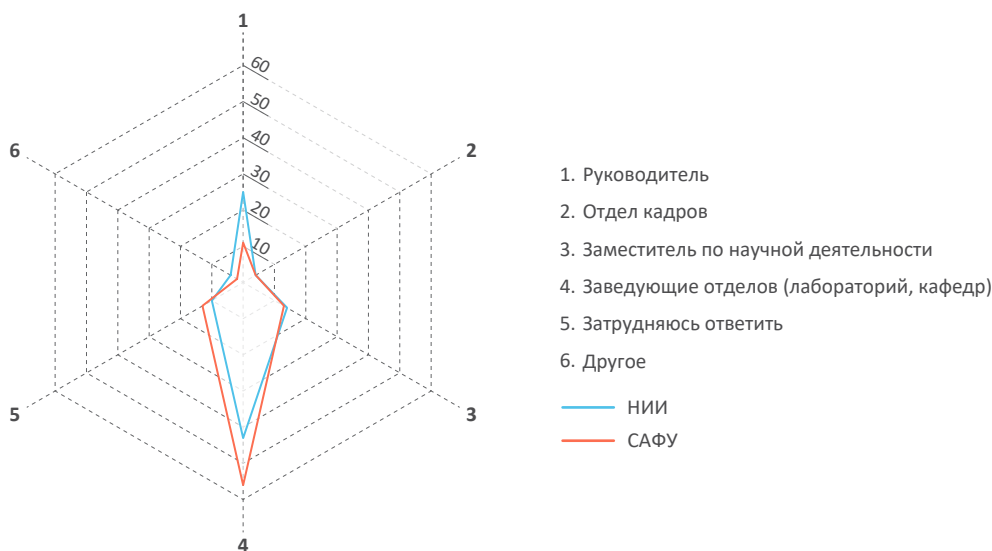 1
60
50
40
30
20
10
6
2
5
3
4
1. Руководитель
2. Отдел кадров
3. Заместитель по научной деятельности
4. Заведующие отделов (лабораторий, кафедр)
5. Затрудняюсь ответить
6. Другое
НИИ
САФУ